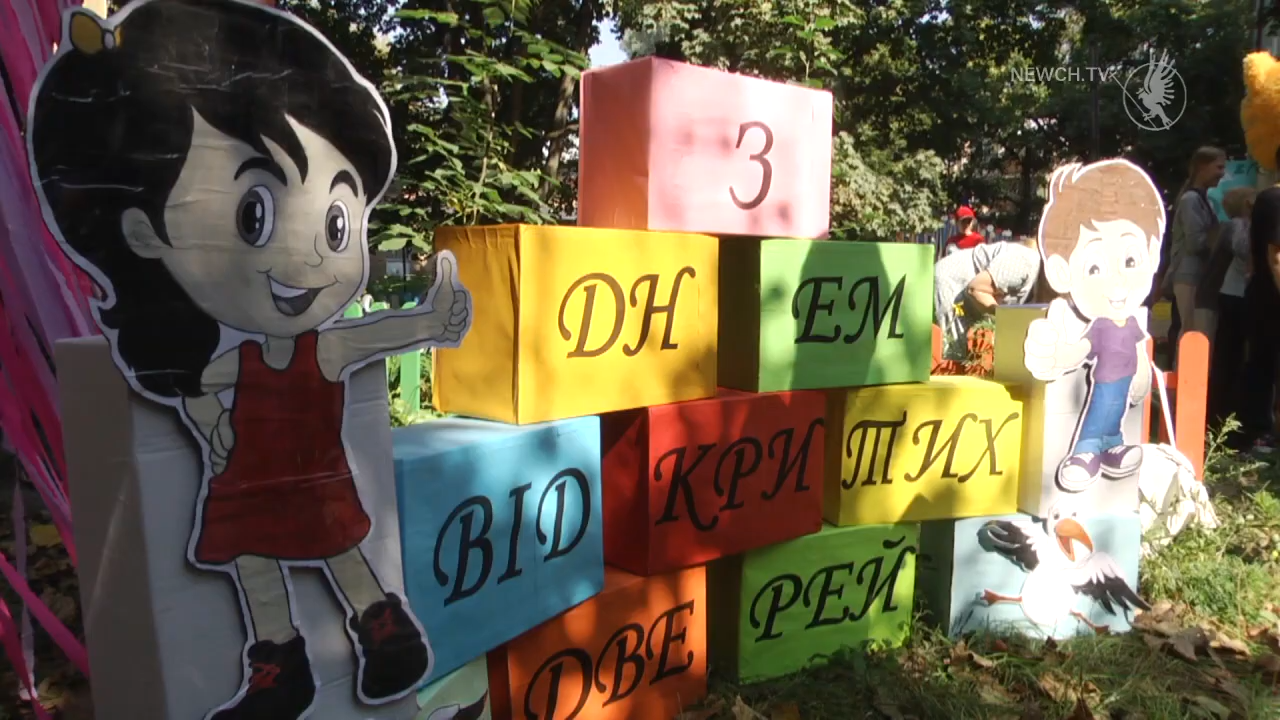 NEWCH.TV
З
ДН ЕМ
ВІД КРИ ТИХ
ДВЕ РЕЙ